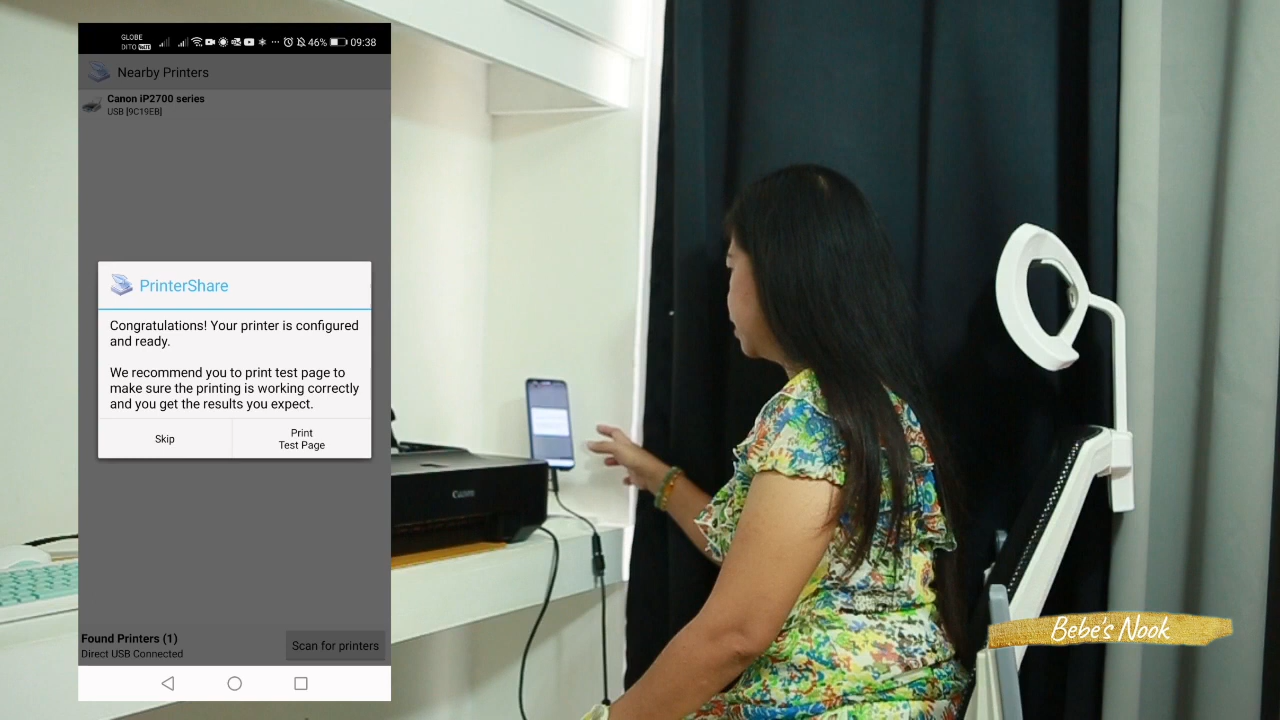 GLOBE
DITO VoLTE
46% 09:38
Nearby Printers
Canon iP2700 series
USB [9C19EB]
PrinterShare
Congratulations! Your printer is configured
and ready.
We recommend you to print test page to
make sure the printing is working correctly
and you get the results you expect.
Skip
Print
Test Page
Found Printers (1)
Direct USB Connected
Scan for printers
Canon
Bebe's Nook